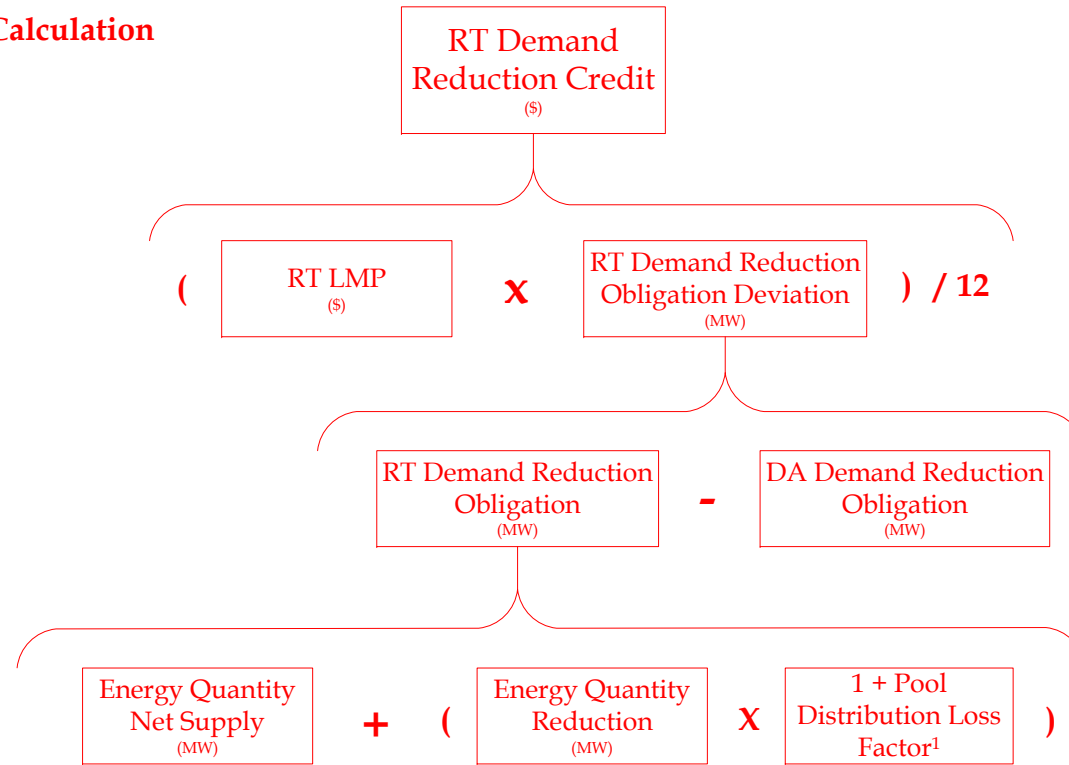 Calculation
RT Demand
Reduction Credit
($)
(
RT LMP
($)
x
RT Demand Reduction
Obligation Deviation
(MW)
) / 12
RT Demand Reduction
Obligation
(MW)
-
DA Demand Reduction
Obligation
(MW)
Energy Quantity
Net Supply
(MW)
+
(
Energy Quantity
Reduction
(MW)
X
1 + Pool
Distribution Loss
Factor¹
)